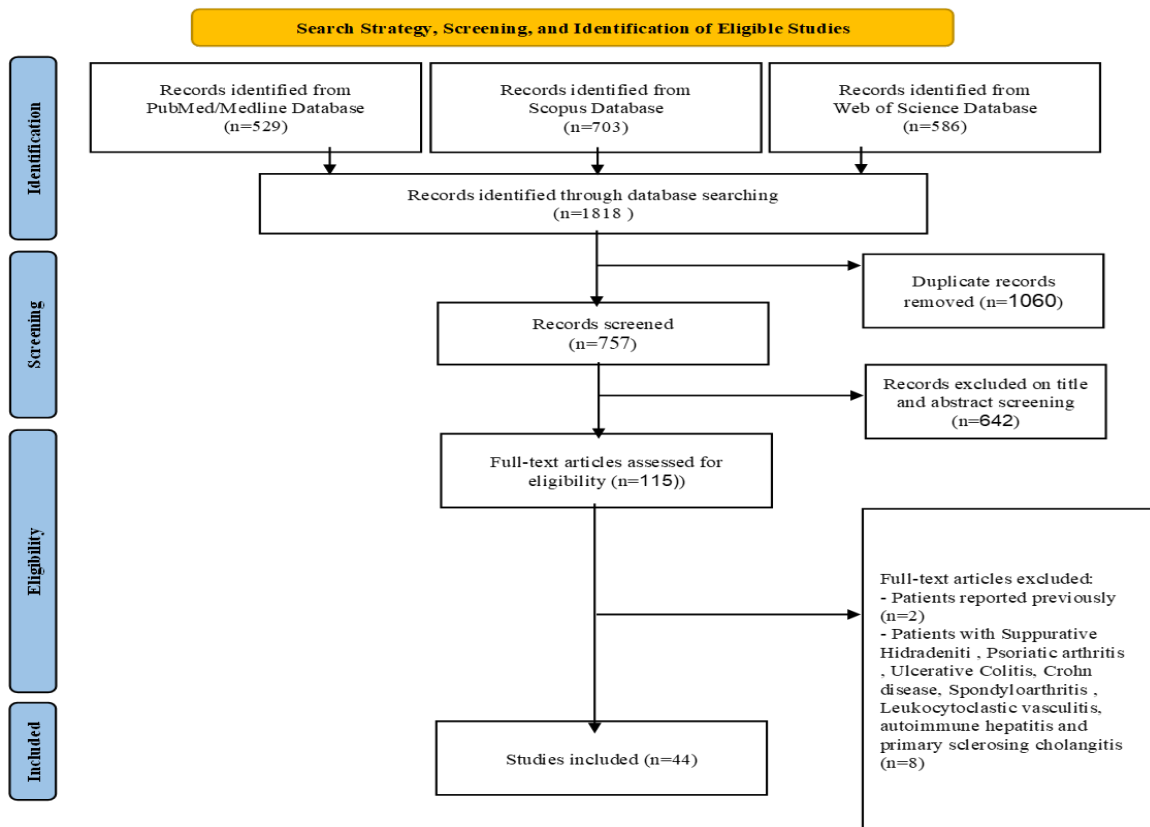 Search Strategy, Screening, and Identification of Eligible Studies
Identification
Records identified from
PubMed/Medline Database
(n=529)
Records identified from
Scopus Database
(n=703)
Records identified from
Web of Science Database
(n=586)
Records identified through database searching
(n=1818 )
Screening
Duplicate records
removed (n=1060)
Records screened
(n=757)
Records excluded on title
and abstract screening
(n=642)
Eligibility
Full-text articles assessed for
eligibility (n=115))
Full-text articles excluded:
- Patients reported previously
(n=2)
- Patients with Suppurative
Hidradeniti , Psoriatic arthritis
, Ulcerative Colitis, Crohn
disease, Spondyloarthritis ,
Leukocytoclastic vasculitis,
autoimmune hepatitis and
primary sclerosing cholangitis
(n=8)
Included
Studies included (n=44)